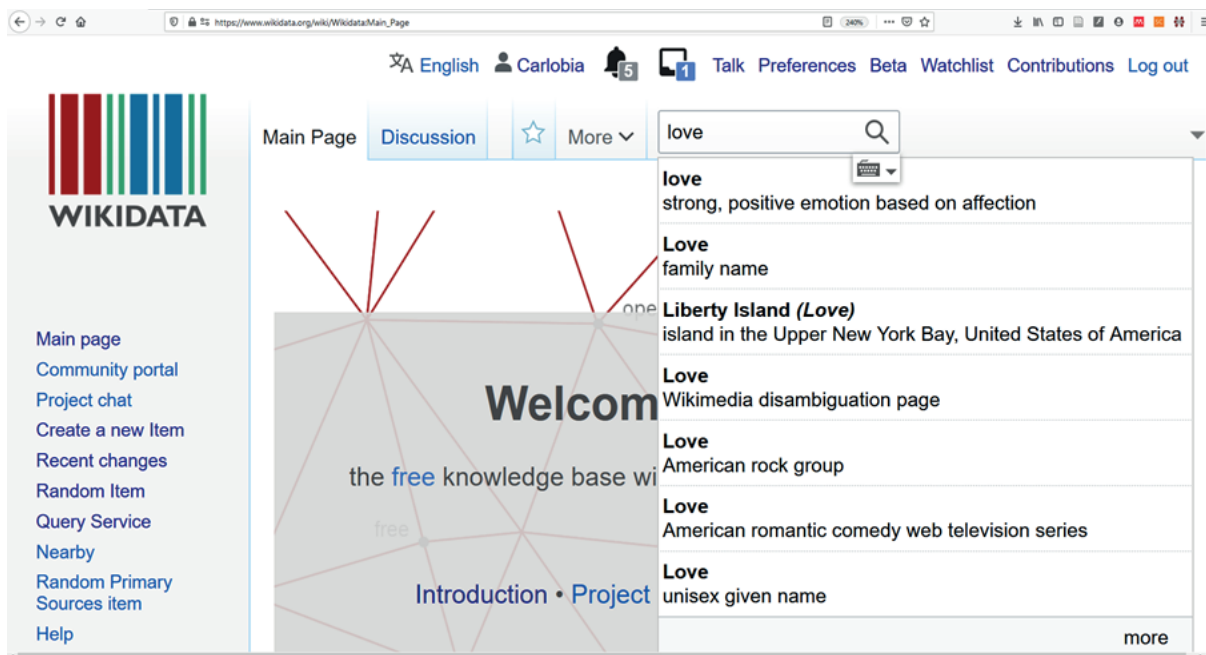 https://www.wikidata.org/wiki/Wikidata:Main_Page
240%
English Carlobia 5 1 Talk Preferences Beta Watchlist Contributions Log out
WIKIDATA
Main Page Discussion More love
love
strong, positive emotion based on affection
Love
family name
Liberty Island (Love)
island in the Upper New York Bay, United States of America
Love
Wikimedia disambiguation page
Love
American rock group
Love
American romantic comedy web television series
Love
unisex given name
more
Main page
Community portal
Project chat
Create a new Item
Recent changes
Random Item
Query Service
Nearby
Random Primary
Sources item
Help
ope
Welcom
the free knowledge base wi
free
Introduction • Project